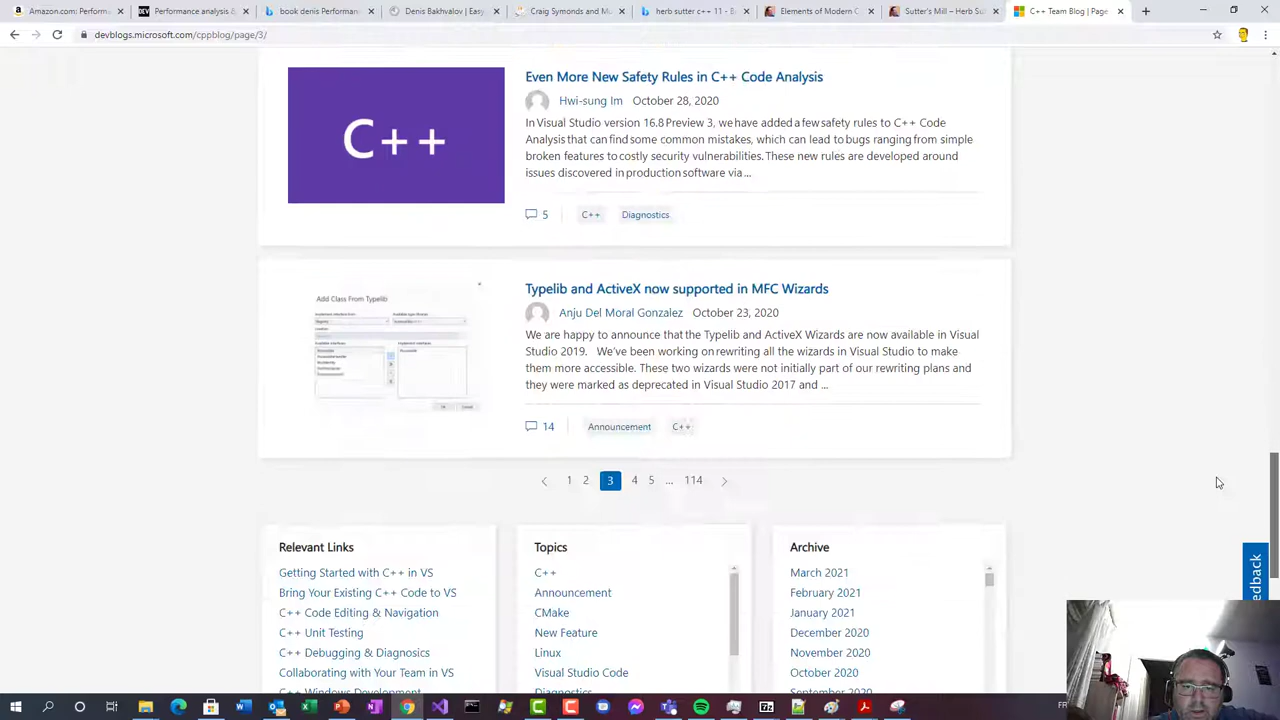 Amazon.com: Perform
Performance analysis &
book denis Performanc
Denis Bakhvalov | Easy
Craig Symonds and M
herb sutter c++ 11 - B
Elements of Modern C
Sutter's Mill – Herb Su
C++ Team Blog | Page
devblogs.microsoft.com/cppblog/page/3/
C++
Even More New Safety Rules in C++ Code Analysis
Hwi-sung Im October 28, 2020
In Visual Studio version 16.8 Preview 3, we have added a few safety rules to C++ Code
Analysis that can find some common mistakes, which can lead to bugs ranging from simple
broken features to costly security vulnerabilities. These new rules are developed around
issues discovered in production software via ...
5 C++ Diagnostics
Add Class From Typelib
Typelib and ActiveX now supported in MFC Wizards
Anju Del Moral Gonzalez October 2020
We are happy to announce that the Typelib and ActiveX Wizards are now available in Visual
Studio 2019. We've been working on rewriting all the wizards in Visual Studio to make
them more accessible. These two wizards were not initially part of our rewriting plans and
they were marked as deprecated in Visual Studio 2017 and ...
14 Announcement C++
1 2 3 4 5 ... 114
Relevant Links
Getting Started with C++ in VS
Bring Your Existing C++ Code to VS
C++ Code Editing & Navigation
C++ Unit Testing
C++ Debugging & Diagnostics
Collaborating with Your Team in VS
C++ Windows Development
Topics
C++
Announcement
CMake
New Feature
Linux
Visual Studio Code
Diagnostics
Archive
March 2021
February 2021
January 2021
December 2020
November 2020
October 2020
September 2020
edback
FR